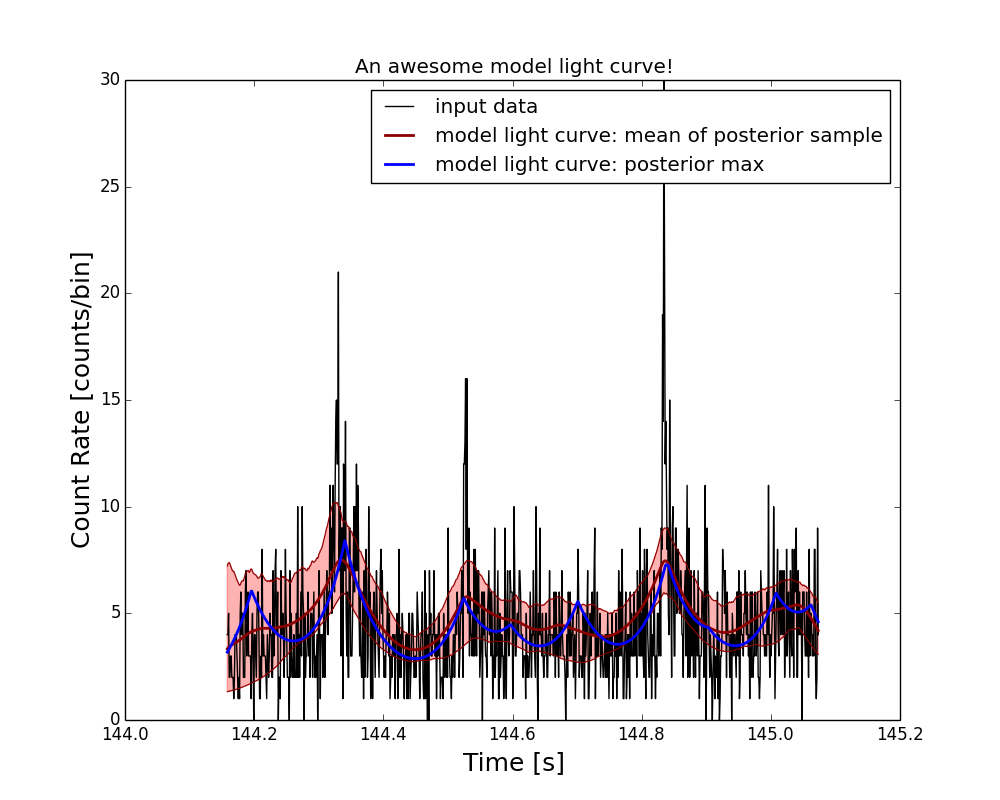 An awesome model light curve!
30
input data
model light curve: mean of posterior sample
model light curve: posterior max
25
20
15
10
5
0
Count Rate [counts/bin]
144.0 144.2 144.4 144.6 144.8 145.0 145.2
Time [s]